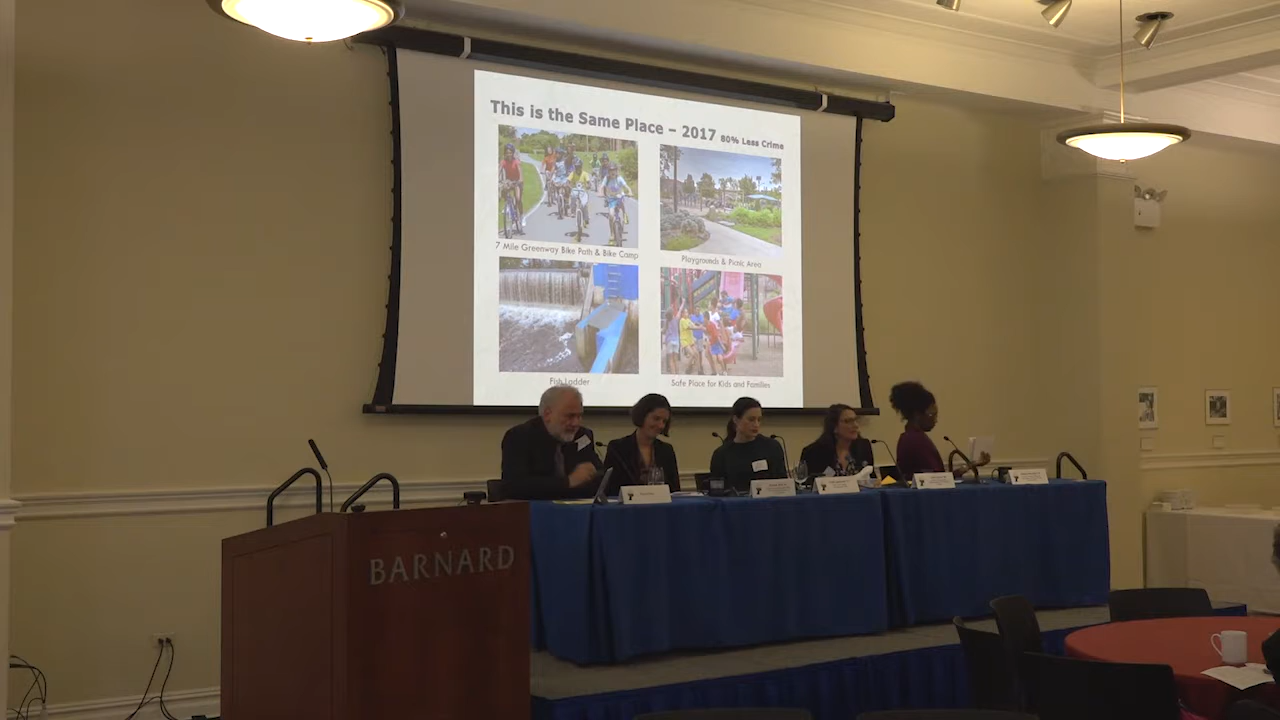 This is the Same Place – 2017 80% Less Crime
7 Mile Greenway Bike Path & Bike Camp
Playgrounds & Picnic Area
Fish Ladder
Safe Place for Kids and Families
BARNARD